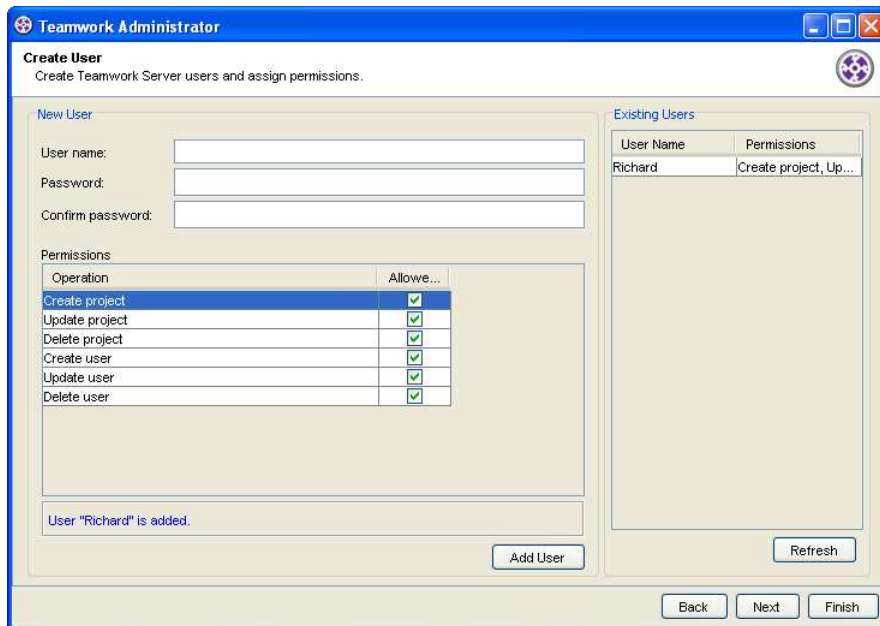 Teamwork Administrator
Create User
Create Teamwork Server users and assign permissions.
New User
User name:
Password:
Confirm password:
Permissions
Operation Allowe...
Create project
Update project
Delete project
Create user
Update user
Delete user
User "Richard" is added.
Add User
Existing Users
User Name Permissions
Richard Create project, Up...
Refresh
Back Next Finish